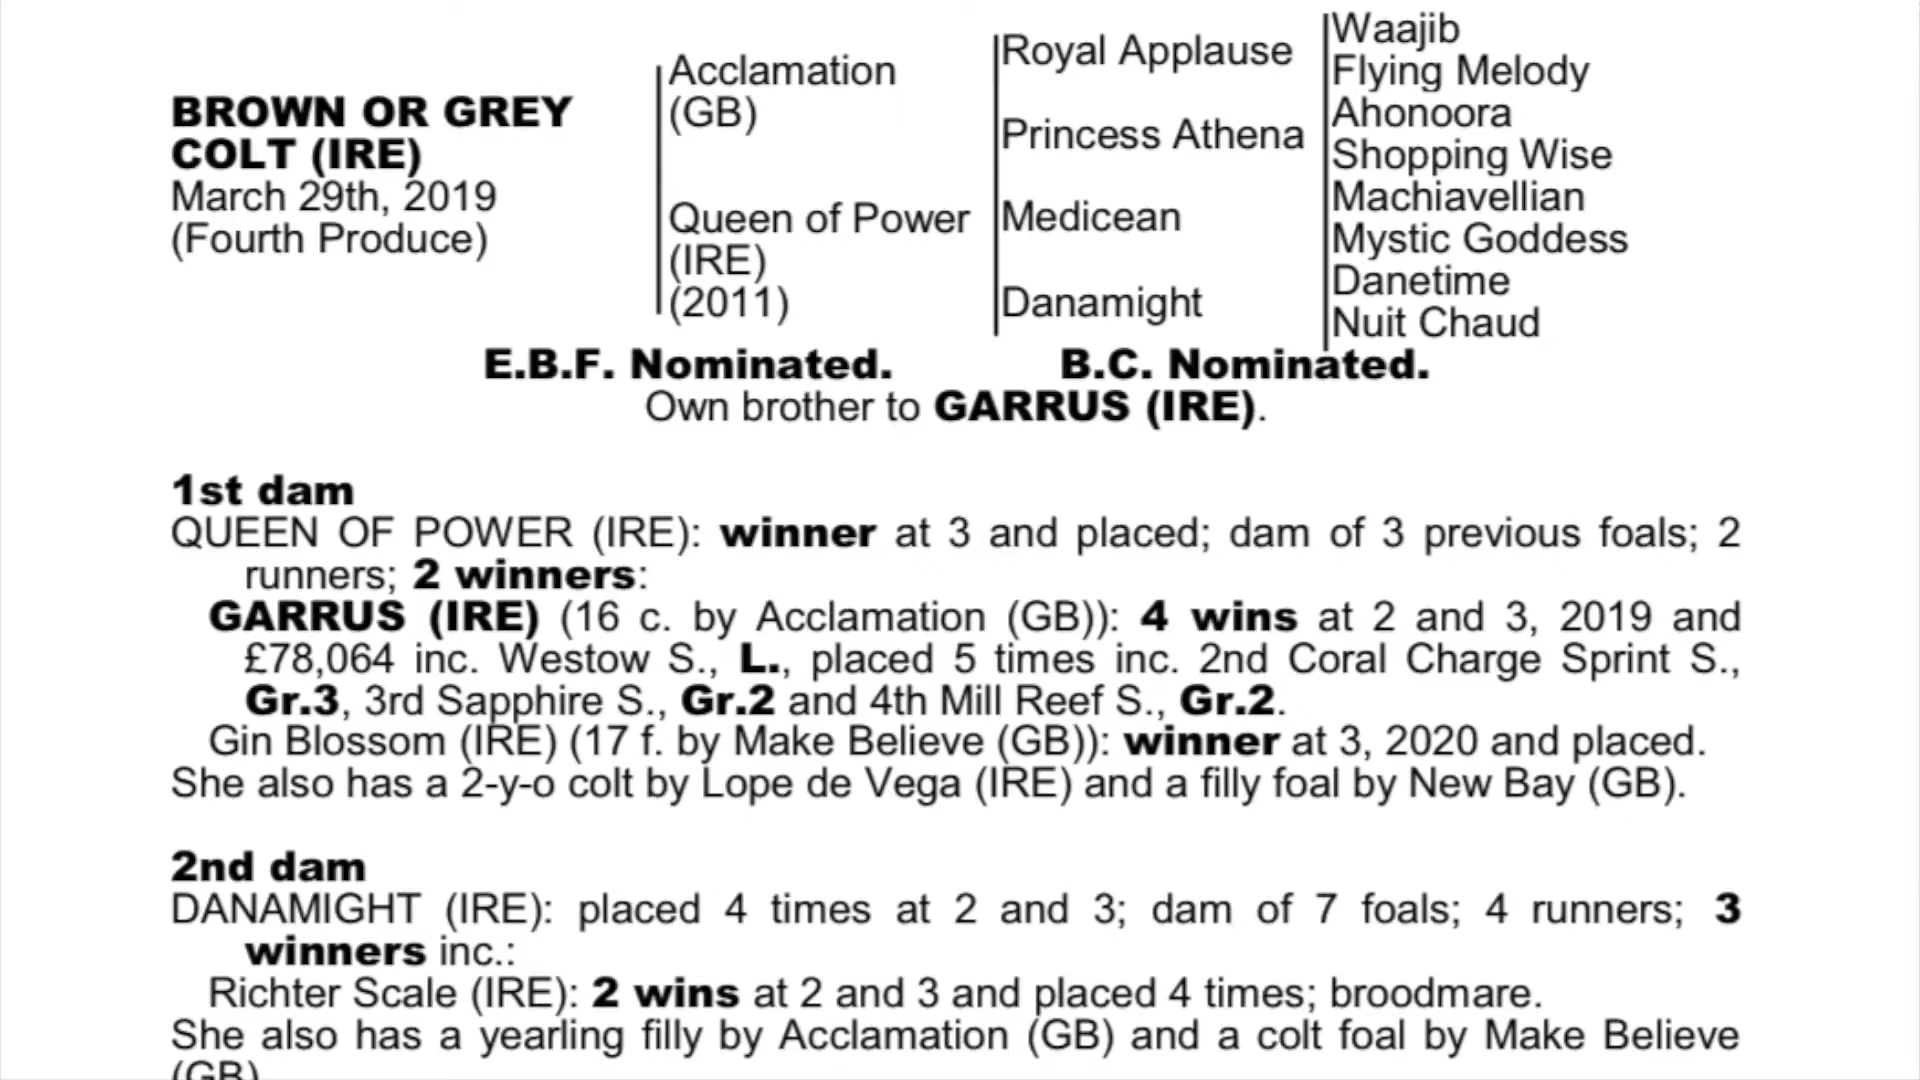 BROWN OR GREY
COLT (IRE)
March 29th, 2019
(Fourth Produce)
Acclamation
(GB)
Queen of Power
(IRE)
(2011)
Royal Applause
Princess Athena
Medicean
Danamight
Waajib
Flying Melody
Ahonoora
Shopping Wise
Machiavellian
Mystic Goddess
Danetime
Nuit Chaud
E.B.F. Nominated. B.C. Nominated.
Own brother to GARRUS (IRE).
1st dam
QUEEN OF POWER (IRE): winner at 3 and placed; dam of 3 previous foals; 2
runners; 2 winners:
GARRUS (IRE) (16 c. by Acclamation (GB)): 4 wins at 2 and 3, 2019 and
£78,064 inc. Westow S., L., placed 5 times inc. 2nd Coral Charge Sprint S.,
Gr.3, 3rd Sapphire S., Gr.2 and 4th Mill Reef S., Gr.2.
Gin Blossom (IRE) (17 f. by Make Believe (GB)): winner at 3, 2020 and placed.
She also has a 2-y-o colt by Lope de Vega (IRE) and a filly foal by New Bay (GB).
2nd dam
DANAMIGHT (IRE): placed 4 times at 2 and 3; dam of 7 foals; 4 runners; 3
winners inc.:
Richter Scale (IRE): 2 wins at 2 and 3 and placed 4 times; broodmare.
She also has a yearling filly by Acclamation (GB) and a colt foal by Make Believe
(GB).